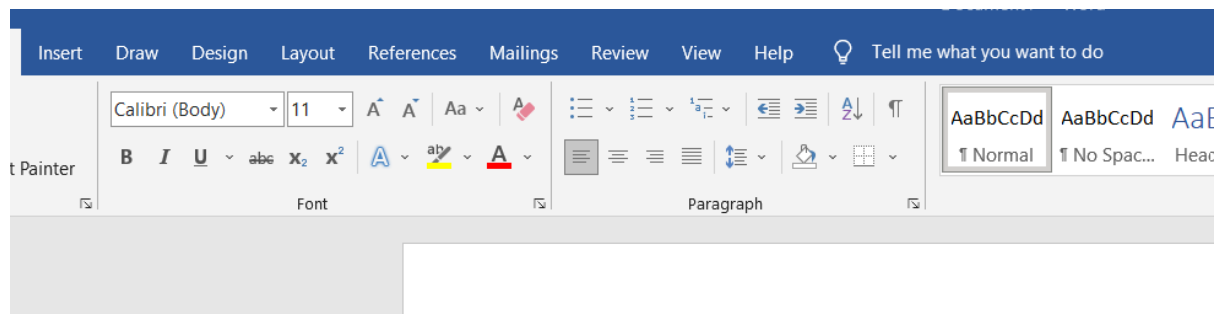 Insert Draw Design Layout References Mailings Review View Help Tell me what you want to do
Calibri (Body) 11 Aa AaBbCcDd AaBbCcDd AaB
t Painter B I U abc X₂ X² A ab A ¶ Normal ¶ No Spac... Head
Font Paragraph